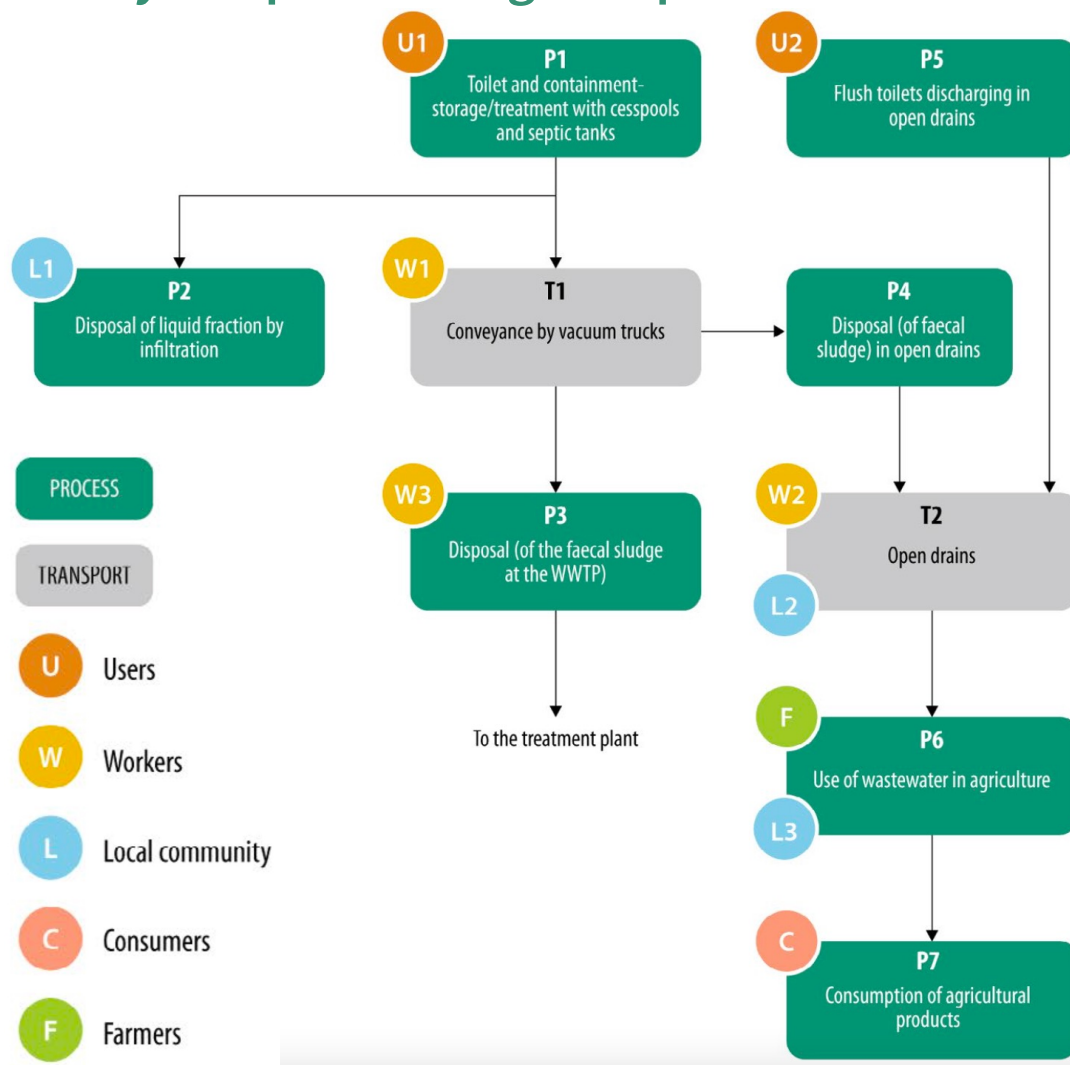 U1
P1
Toilet and containment-
storage/treatment with cesspools
and septic tanks
U2
P5
Flush toilets discharging in
open drains
L1
P2
Disposal of liquid fraction by
infiltration
W1
T1
Conveyance by vacuum trucks
P4
Disposal (of faecal
sludge) in open drains
PROCESS
TRANSPORT
W3
P3
Disposal (of the faecal sludge
at the WWTP)
To the treatment plant
W2
T2
Open drains
L2
F
P6
Use of wastewater in agriculture
L3
C
P7
Consumption of agricultural
products
U
Users
W
Workers
L
Local community
C
Consumers
F
Farmers